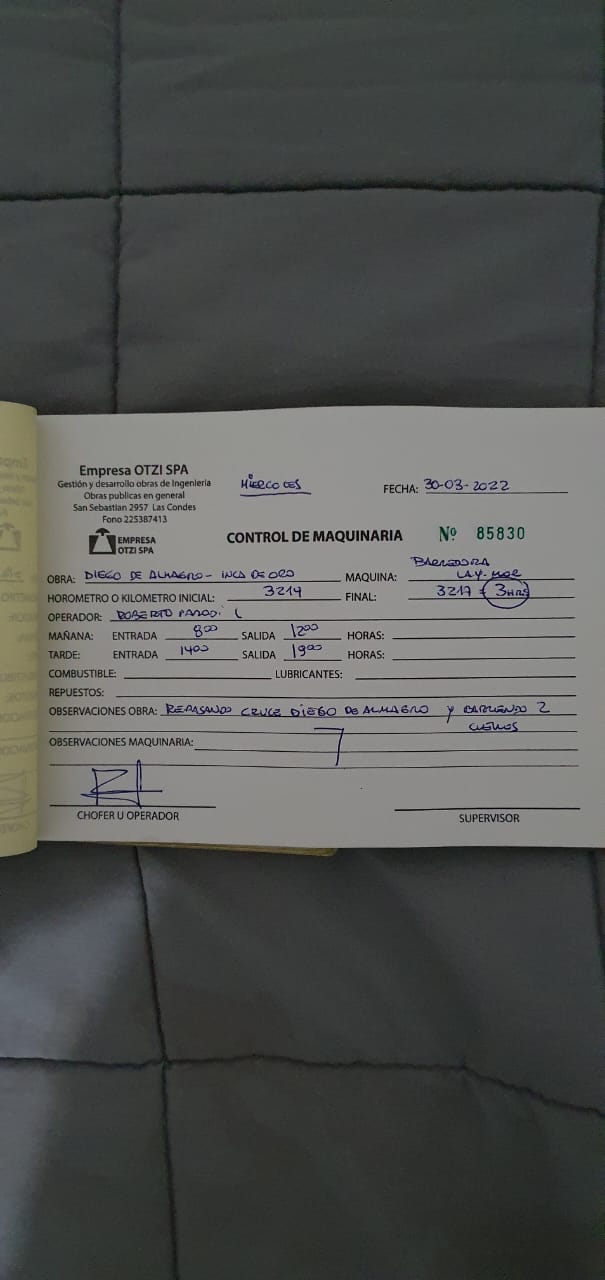 Empresa OTZI SPA
Gestión y desarrollo obras de Ingenieria
Obras publicas en general
San Sebastian 2957 Las Condes
Fono 225387413
MIERCOLES
FECHA: 30-03-2022
EMPRESA
OTZI SPA
CONTROL DE MAQUINARIA Nº 85830
OBRA: DIEGO DE ALMAGRO - INCA DE ORO MAQUINA: BARREDORA
LAY-MOR
HOROMETRO O KILOMETRO INICIAL: 3214 FINAL: 3217 = 3HRS
OPERADOR: ROBERTO
MAÑANA: ENTRADA 800 SALIDA 1200 HORAS:
TARDE: ENTRADA 1400 SALIDA 1900 HORAS:
COMBUSTIBLE: LUBRICANTES:
REPUESTOS:
OBSERVACIONES OBRA: REPASANDO CRUCE DIEGO DE ALMAGRO Y BARRIENDO 2
OBSERVACIONES MAQUINARIA:
CHOFER U OPERADOR
SUPERVISOR